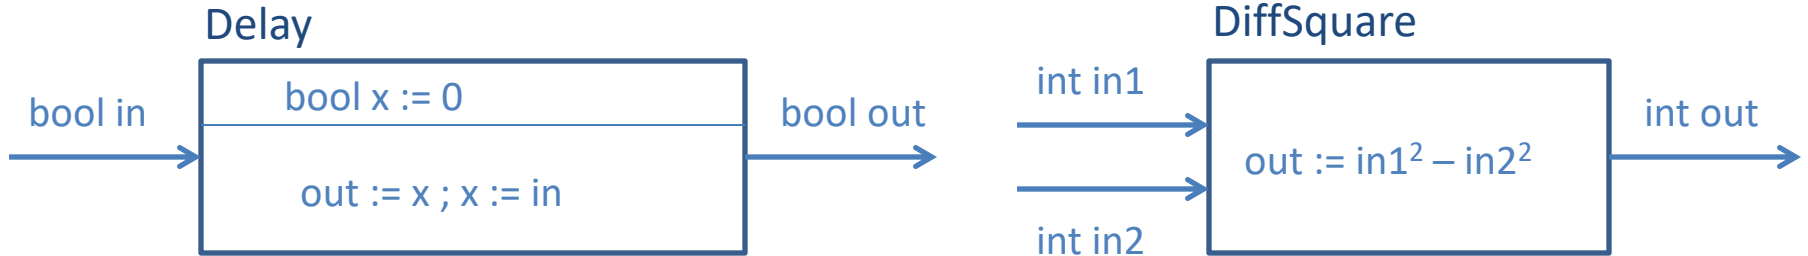 Delay
bool x := 0
bool in
bool out
out := x ; x := in
DiffSquare
int in1
int out
out := in1² – in2²
int in2